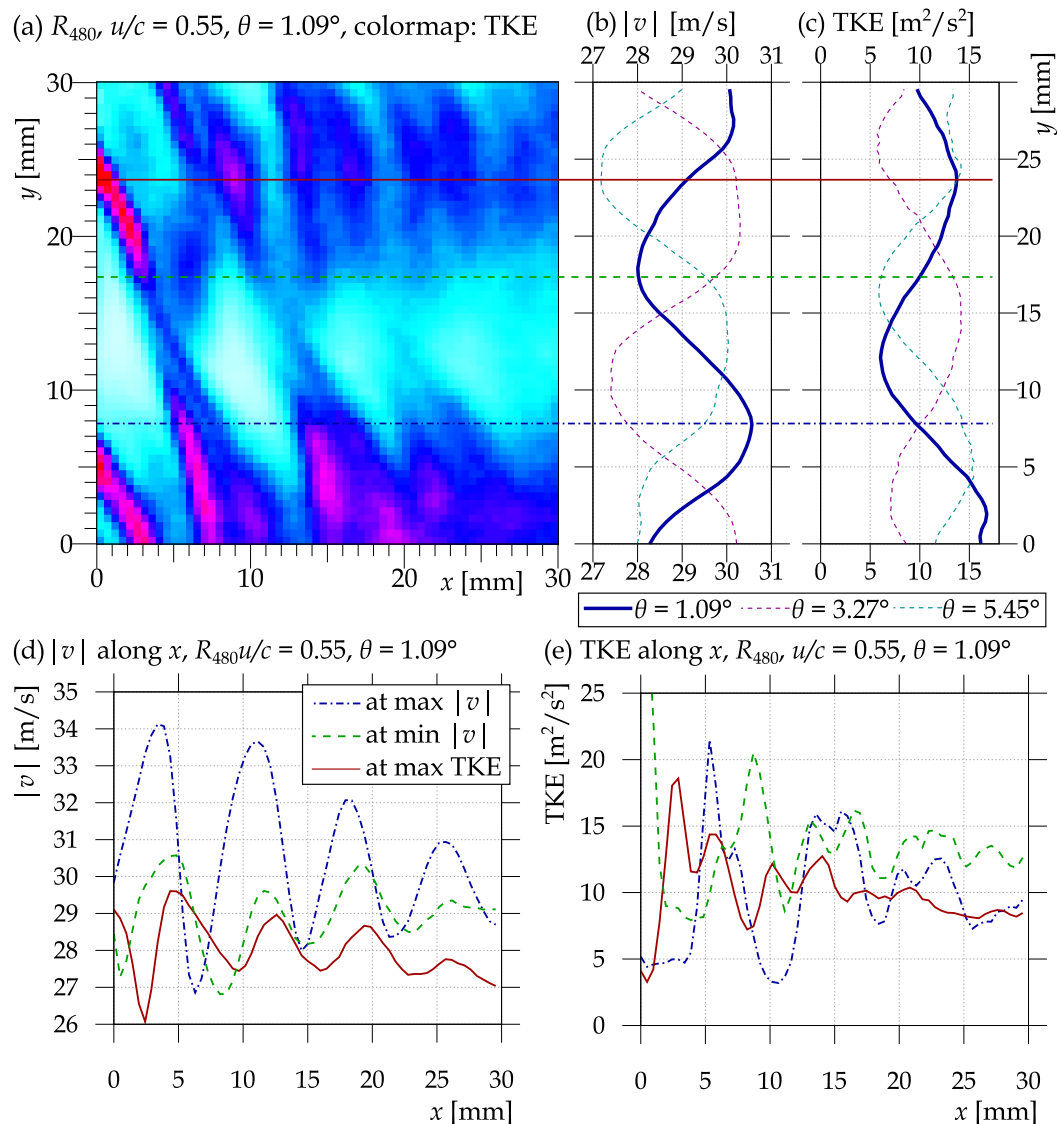 (a) R480, u/c = 0.55, θ = 1.09°, colormap: TKE
(b) |v| [m/s]
(c) TKE [m²/s²]
27 28 29 30 31
0 5 10 15
30
25
20
15
10
5
0
y [mm]
30
20
10
0
y [mm]
0 10 20 30
x [mm]
27 28 29 30 31
0 5 10 15
θ = 1.09° θ = 3.27° θ = 5.45°
(d) |v| along x, R480u/c = 0.55, θ = 1.09°
35
34
33
32
31
30
29
28
27
26
|v| [m/s]
at max |v|
at min |v|
at max TKE
0 5 10 15 20 25 30
x [mm]
(e) TKE along x, R480, u/c = 0.55, θ = 1.09°
25
20
15
10
5
0
TKE [m²/s²]
0 5 10 15 20 25 30
x [mm]